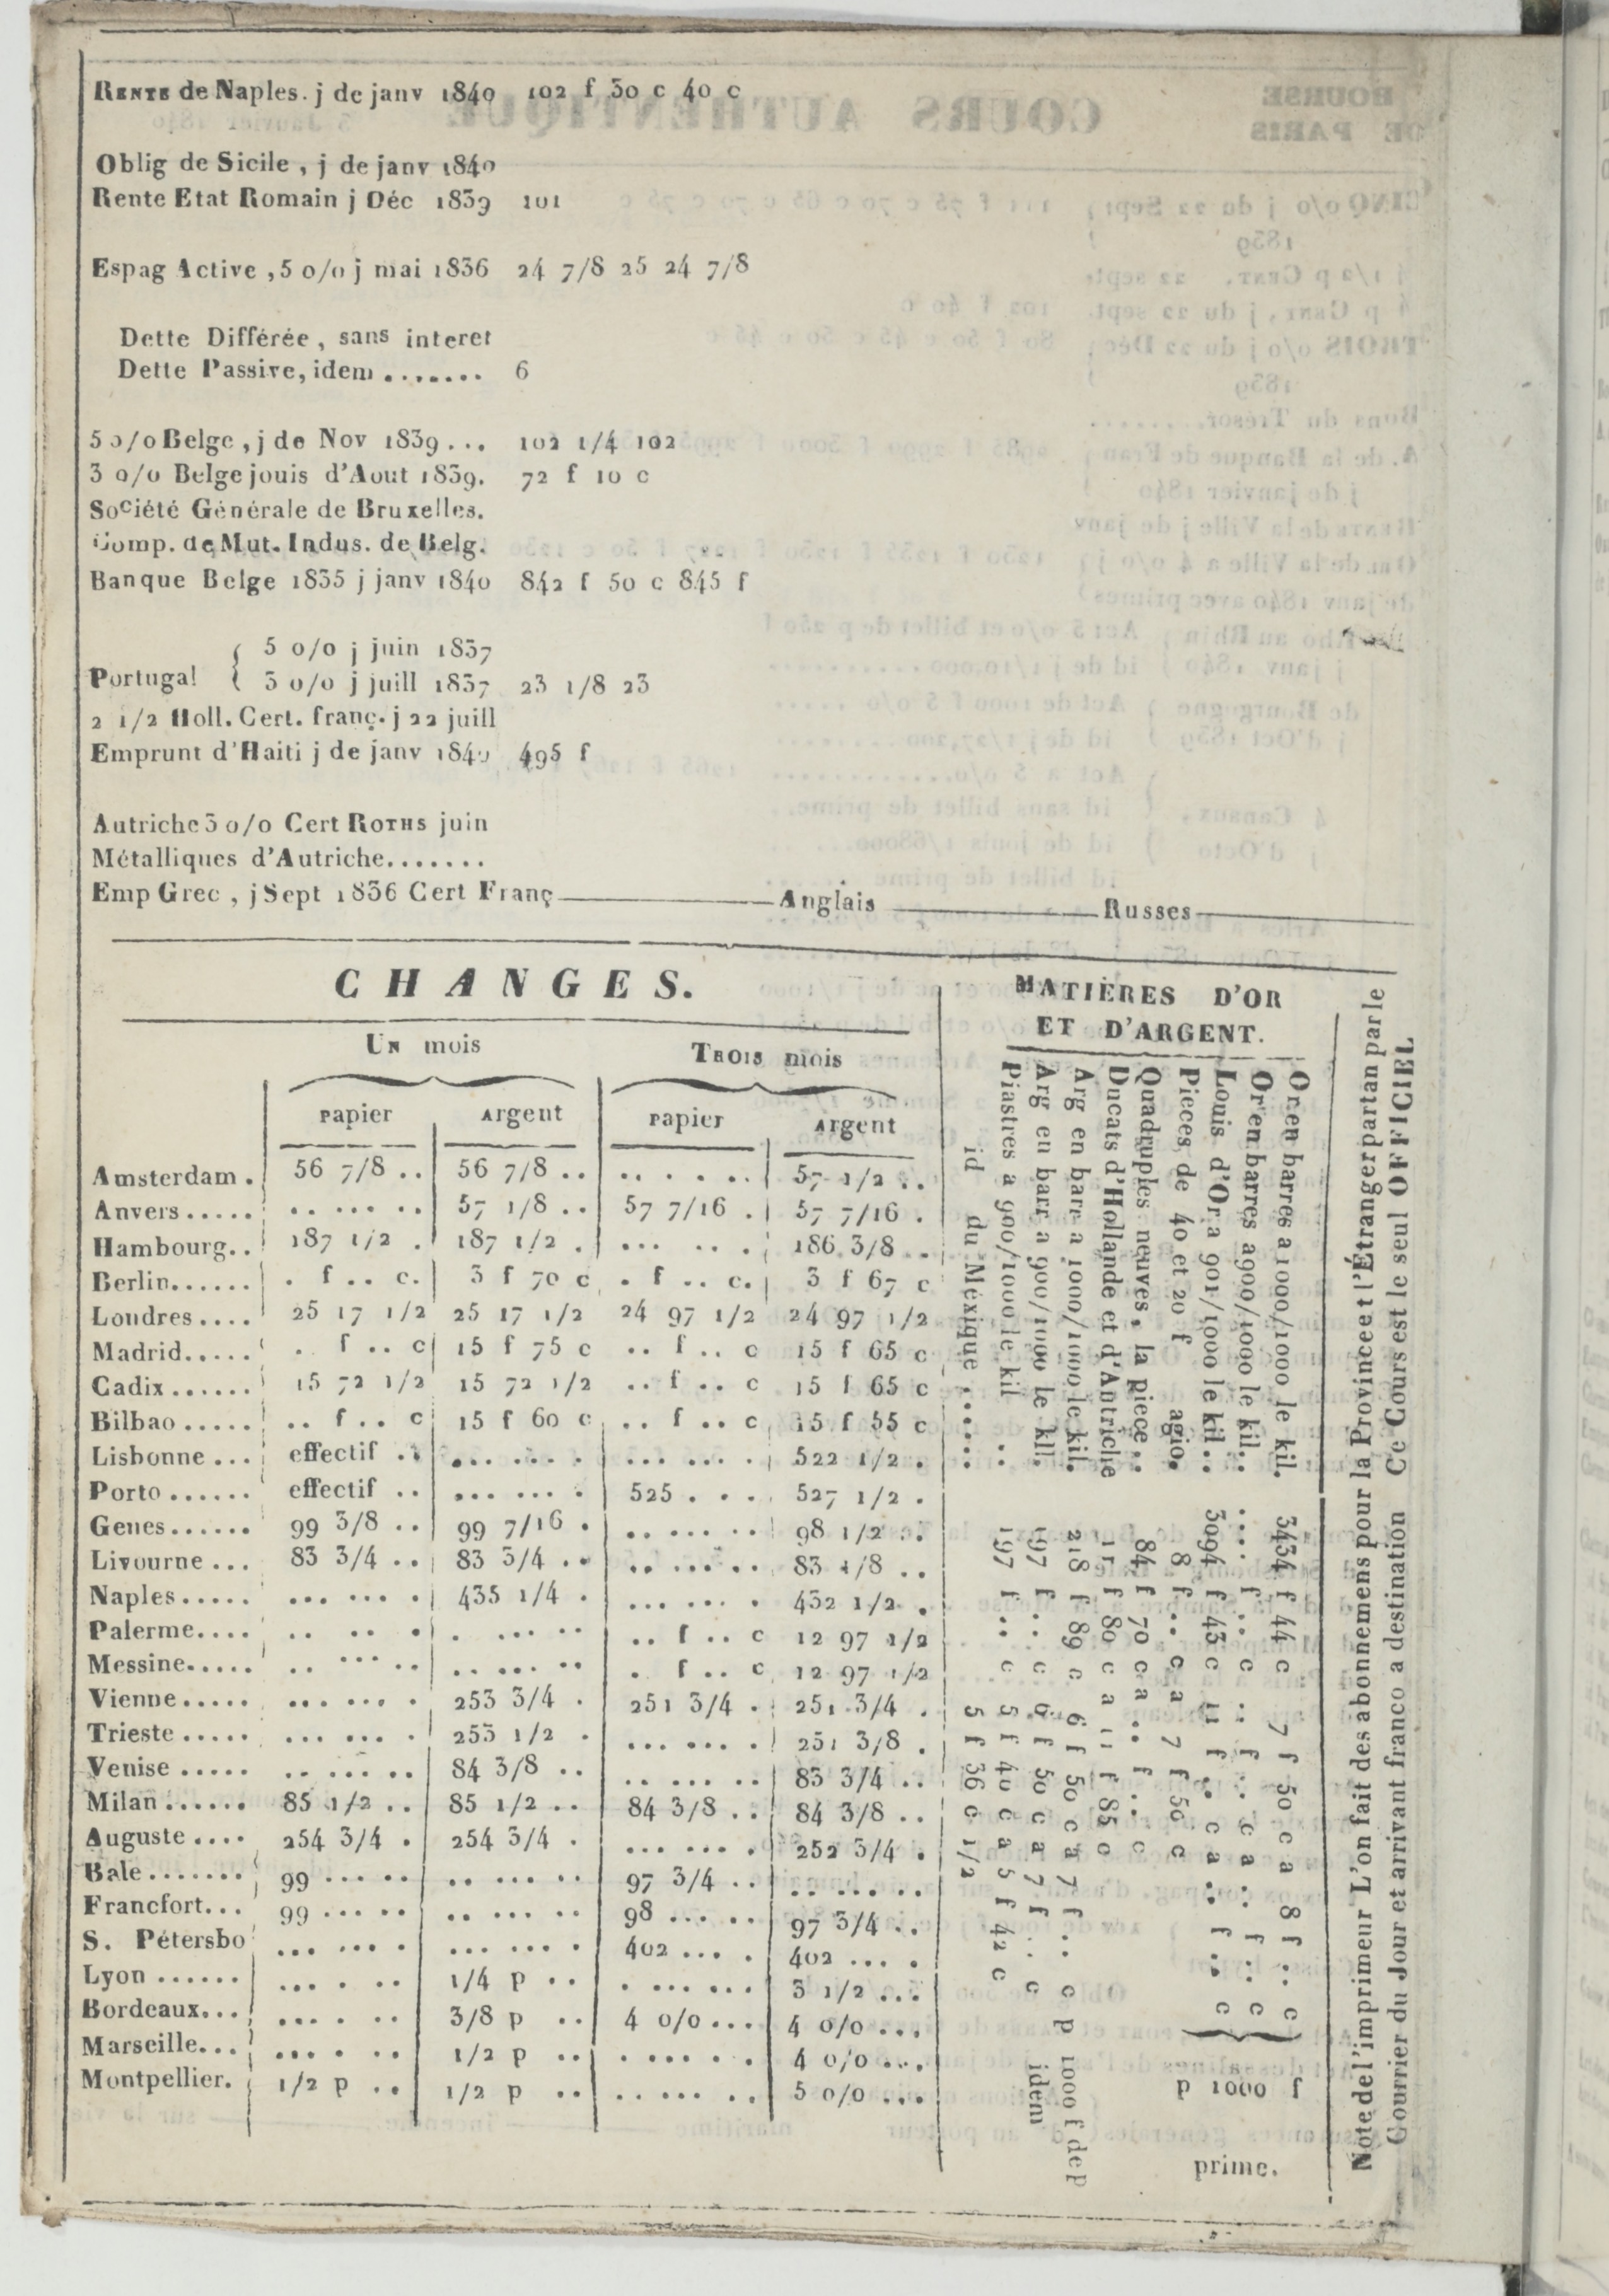 RENTE de Naples. j de janv 1840 102 f 30 c 40 c
Oblig de Sicile , j de janv 1840
Rente Etat Romain j Déc 1839 101
Espag Active , 5 o/o j mai 1836 24 7/8 25 24 7/8
Dette Différée , sans interet
Dette Passive, idem ....... 6
5 o/o Belge , j de Nov 1839 ... 102 1/4 102
3 o/o Belge jouis d'Aout 1839. 72 f 10 c
Société Générale de Bruxelles.
Comp. de Mut. Indus. de Belg.
Banque Belge 1835 j janv 1840 842 f 50 c 845 f
5 o/o j juin 1837
Portugal { 3 o/o j juill 1837 23 1/8 23
2 1/2 Holl. Cert. franç. j 22 juill
Emprunt d'Haiti j de janv 1840 495 f
Autriche 5 o/o Cert ROTHS juin
Métalliques d'Autriche.......
Emp Grec , j Sept 1836 Cert Franç — Anglais — Russes —
CHANGES.
UN mois TROIS mois
Papier Argent Papier Argent
Amsterdam . 56 7/8 .. 56 7/8 .. .. . . .. 57 1/2 ..
Anvers ..... .. ... .. 57 1/8 .. 57 7/16 . 57 7/16 .
Hambourg.. 187 1/2 . 187 1/2 . ... .. . 186 3/8 ..
Berlin...... . f .. c. 3 f 70 c . f .. c. 3 f 67 c
Londres .... 25 17 1/2 25 17 1/2 24 97 1/2 24 97 1/2
Madrid..... . f .. c 15 f 75 c .. f .. c 15 f 65 c
Cadix ...... 15 72 1/2 15 72 1/2 .. f .. c 15 f 65 c
Bilbao ..... .. f .. c 15 f 60 c .. f .. c 15 f 55 c
Lisbonne ... effectif .. ... ... . ... ... . 522 1/2 .
Porto ...... effectif .. ... ... . 525 . . . 527 1/2 .
Genes...... 99 3/8 .. 99 7/16 . .. ... .. 98 1/2 ..
Livourne ... 83 3/4 .. 83 3/4 .. .. ... .. 83 1/8 ..
Naples ..... ... ... . 435 1/4 . ... ... . 432 1/2 .
Palerme.... .. .. . . ... .. .. f .. c 12 97 1/2
Messine..... .. ... .. .. ... .. . f .. c 12 97 1/2
Vienne ..... ... ... . 253 3/4 . 251 3/4 . 251 3/4 .
Trieste ..... ... ... . 253 1/2 . ... ... . 251 3/8 .
Venise ..... .. ... .. 84 3/8 .. .. ... .. 83 3/4 ..
Milan ...... 85 1/2 .. 85 1/2 .. 84 3/8 .. 84 3/8 ..
Auguste .... 254 3/4 . 254 3/4 . ... ... . 252 3/4 .
Bale ....... 99 ... .. .. ... .. 97 3/4 .. .. ... ..
Francfort... 99 ... .. .. ... .. 98 ... .. 97 3/4 ..
S. Pétersbo ... ... . ... ... . 402 ... . 402 ... .
Lyon ...... ... . .. 1/4 p .. . ... ... 3 1/2 ...
Bordeaux... ... . .. 3/8 p .. 4 o/o ... 4 o/o ...
Marseille... ... . .. 1/2 p .. . ... .. 4 o/o ...
Montpellier. 1/2 p .. 1/2 p .. .. ... .. 5 o/o ...
MATIÈRES D'OR
ET D'ARGENT.
Or en barres a 1000/1000 le kil. 3434 f 44 c 7 f 50 c a 8 f .. c
Or en barres a 900/1000 le kil.. .... f .. c .. f .. c a .. f .. c
Louis d'Or a 901/1000 le kil .. 3094 f 43 c 11 f .. c a .. f .. c
p 1000 f
prime.
Pieces de 40 et 20 f agio. 8 f .. c a 7 f 50 c
Quadruples neuves, la piece .. 84 f 70 c a .. f .. c
Ducats d'Hollande et d'Autriche 11 f 80 c a 11 f 85 c
Arg en barre a 1000/1000 le kil. 218 f 89 c 6 f 50 c a 7 f .. c p 1000 f de p
Arg en barr a 900/1000 le kil. 197 f .. c 6 f 50 c a 7 f .. c idem
Piastres a 900/1000 le kil .. 197 f .. c 5 f 40 c a 5 f 42 c
id du Méxique ...... 5 f 36 c 1/2
Note de l'imprimeur L'on fait des abonnemens pour la Province et l'Étranger partan par le
Courrier du Jour et arrivant franco a destination Ce Cours est le seul OFFICIEL